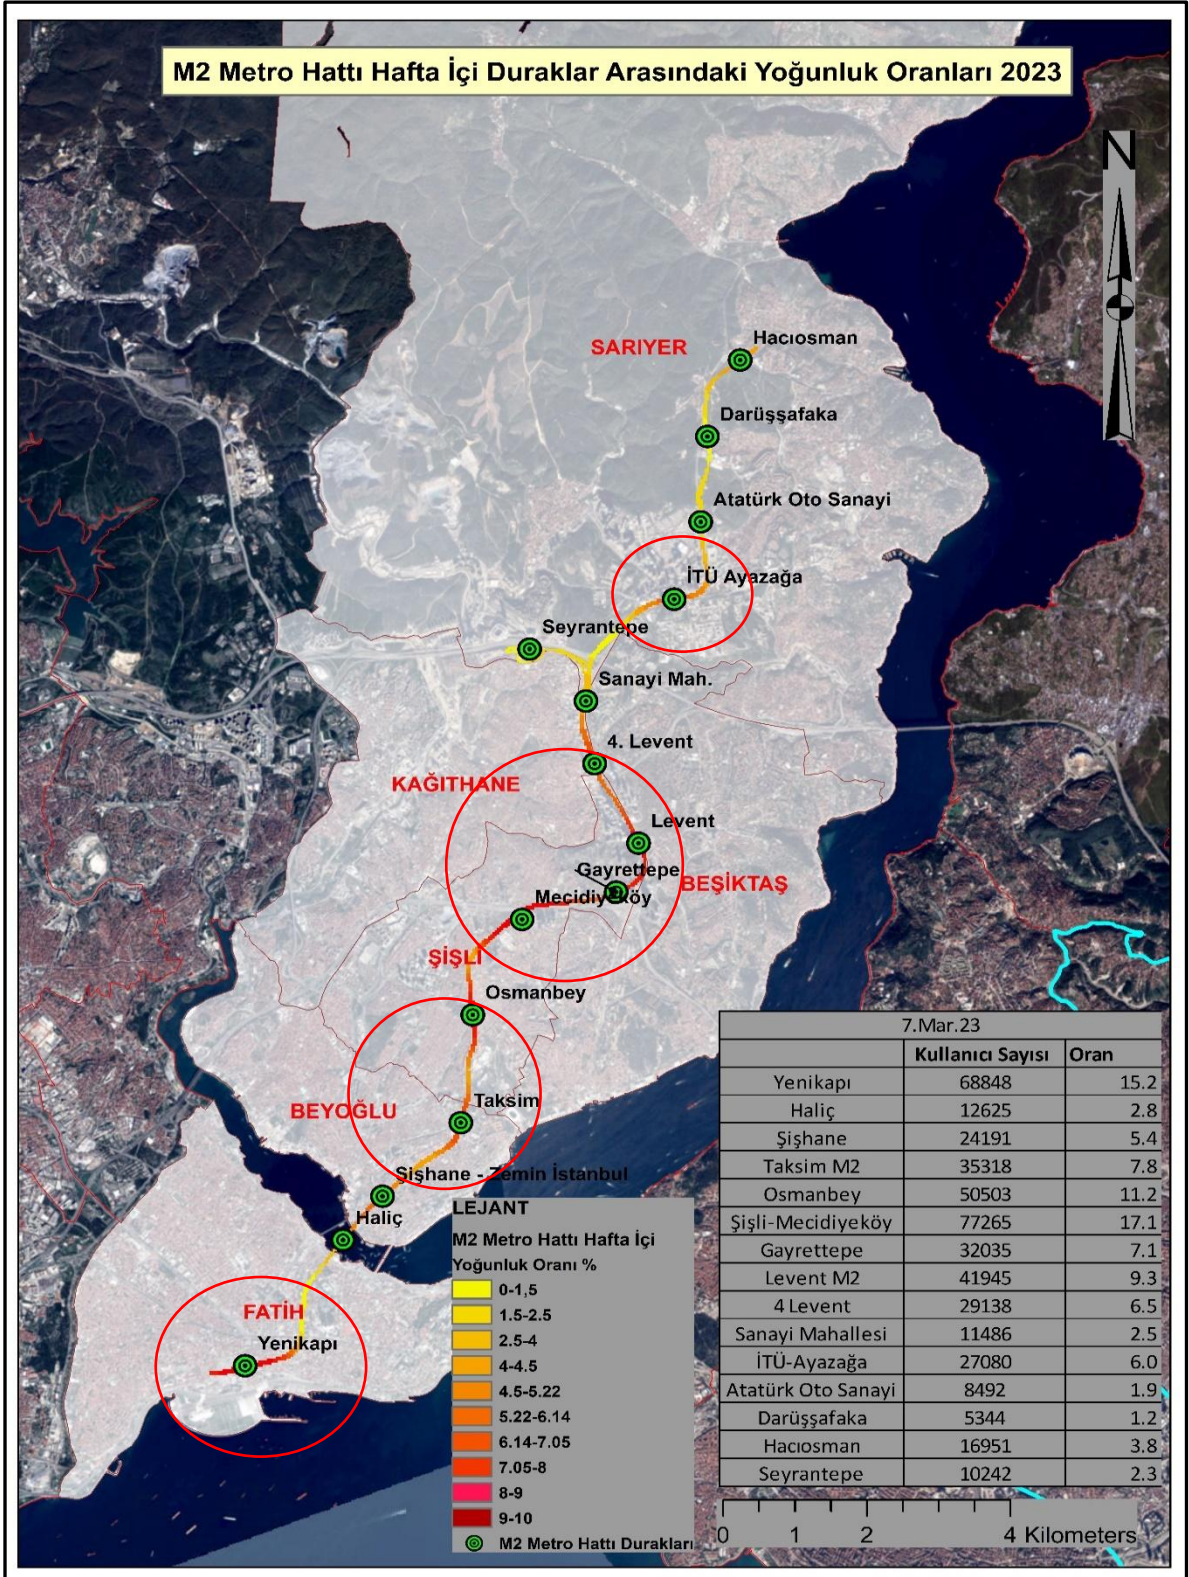 M2 Metro Hattı Hafta İçi Duraklar Arasındaki Yoğunluk Oranları 2023
N
Hacıosman
SARIYER
Darüşşafaka
Atatürk Oto Sanayi
İTÜ Ayazağa
Seyrantepe
Sanayi Mah.
4. Levent
KAĞITHANE
Levent
Gayrettepe
BEŞİKTAŞ
Mecidiyeköy
ŞİŞLİ
Osmanbey
Taksim
BEYOĞLU
Şişhane - Zemin İstanbul
Haliç
FATİH
Yenikapı
LEJANT
M2 Metro Hattı Hafta İçi
Yoğunluk Oranı %
0-1,5
1.5-2.5
2.5-4
4-4.5
4.5-5.22
5.22-6.14
6.14-7.05
7.05-8
8-9
9-10
M2 Metro Hattı Durakları
7.Mar.23
Kullanıcı Sayısı Oran
Yenikapı 68848 15.2
Haliç 12625 2.8
Şişhane 24191 5.4
Taksim M2 35318 7.8
Osmanbey 50503 11.2
Şişli-Mecidiyeköy 77265 17.1
Gayrettepe 32035 7.1
Levent M2 41945 9.3
4 Levent 29138 6.5
Sanayi Mahallesi 11486 2.5
İTÜ-Ayazağa 27080 6.0
Atatürk Oto Sanayi 8492 1.9
Darüşşafaka 5344 1.2
Hacıosman 16951 3.8
Seyrantepe 10242 2.3
0 1 2 4 Kilometers